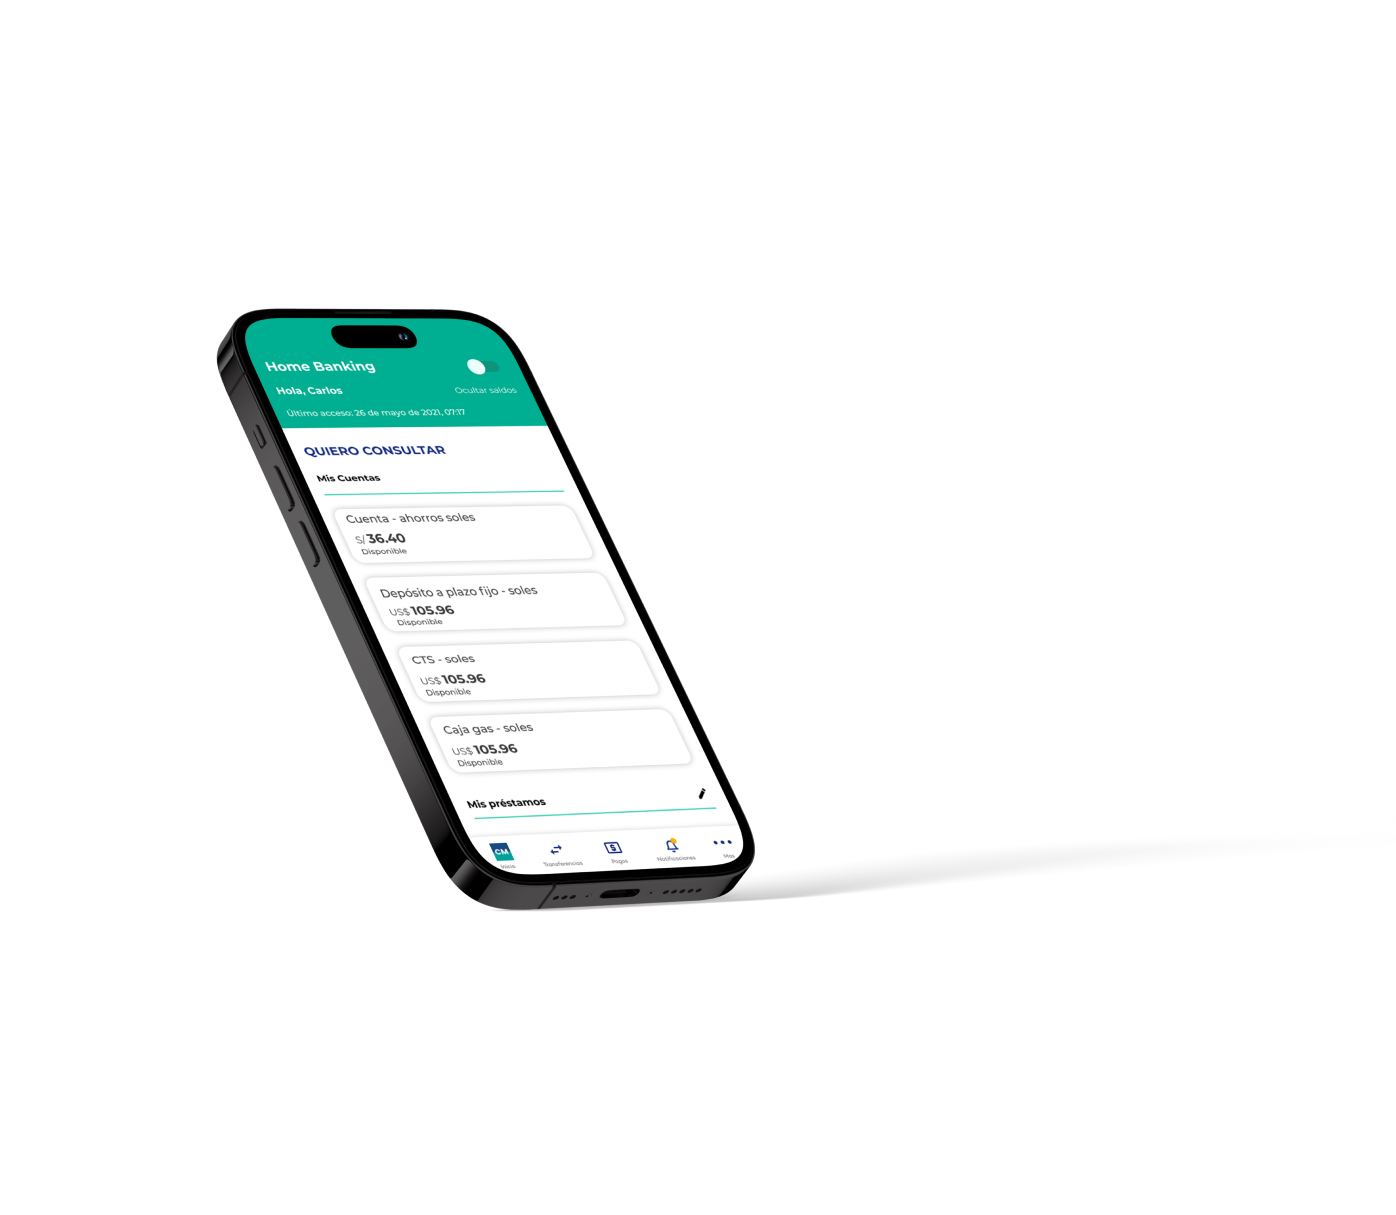 Home Banking
Hola, Carlos
Ocultar saldos
Último acceso: 26 de mayo de 2021, 07:17
QUIERO CONSULTAR
Mis Cuentas
Cuenta - ahorros soles
S/ 36.40
Disponible
Depósito a plazo fijo - soles
US$ 105.96
Disponible
CTS - soles
US$ 105.96
Disponible
Caja gas - soles
US$ 105.96
Disponible
Mis préstamos
CM
Inicio
Transferencias
Pagos
Notificaciones
Mas